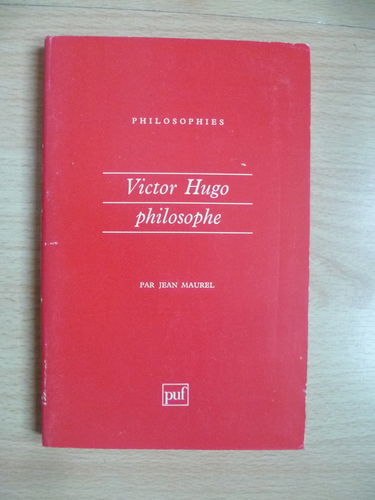 PHILOSOPHIES
Victor Hugo
philosophe
PAR JEAN MAUREL
puf